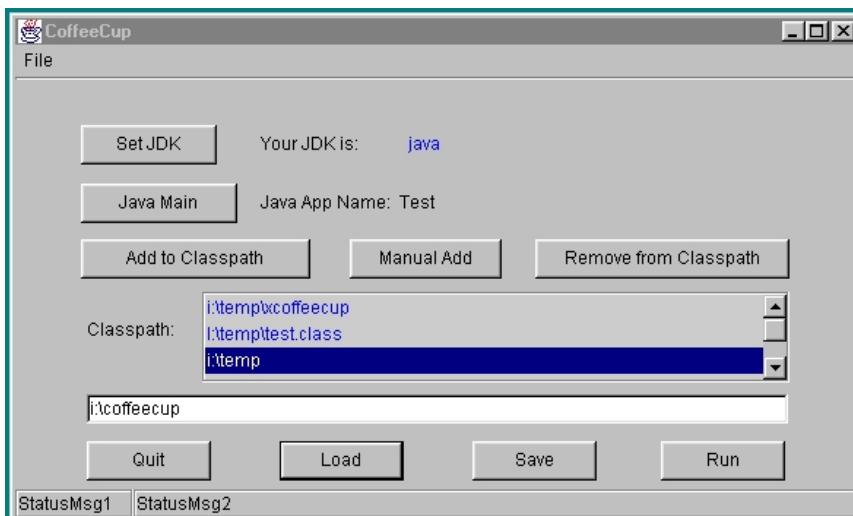 CoffeeCup
File
Set JDK Your JDK is: java
Java Main Java App Name: Test
Add to Classpath Manual Add Remove from Classpath
Classpath:
i:\temp\xcoffeecup
I:\temp\test.class
i:\temp
i:\coffeecup
Quit Load Save Run
StatusMsg1 StatusMsg2